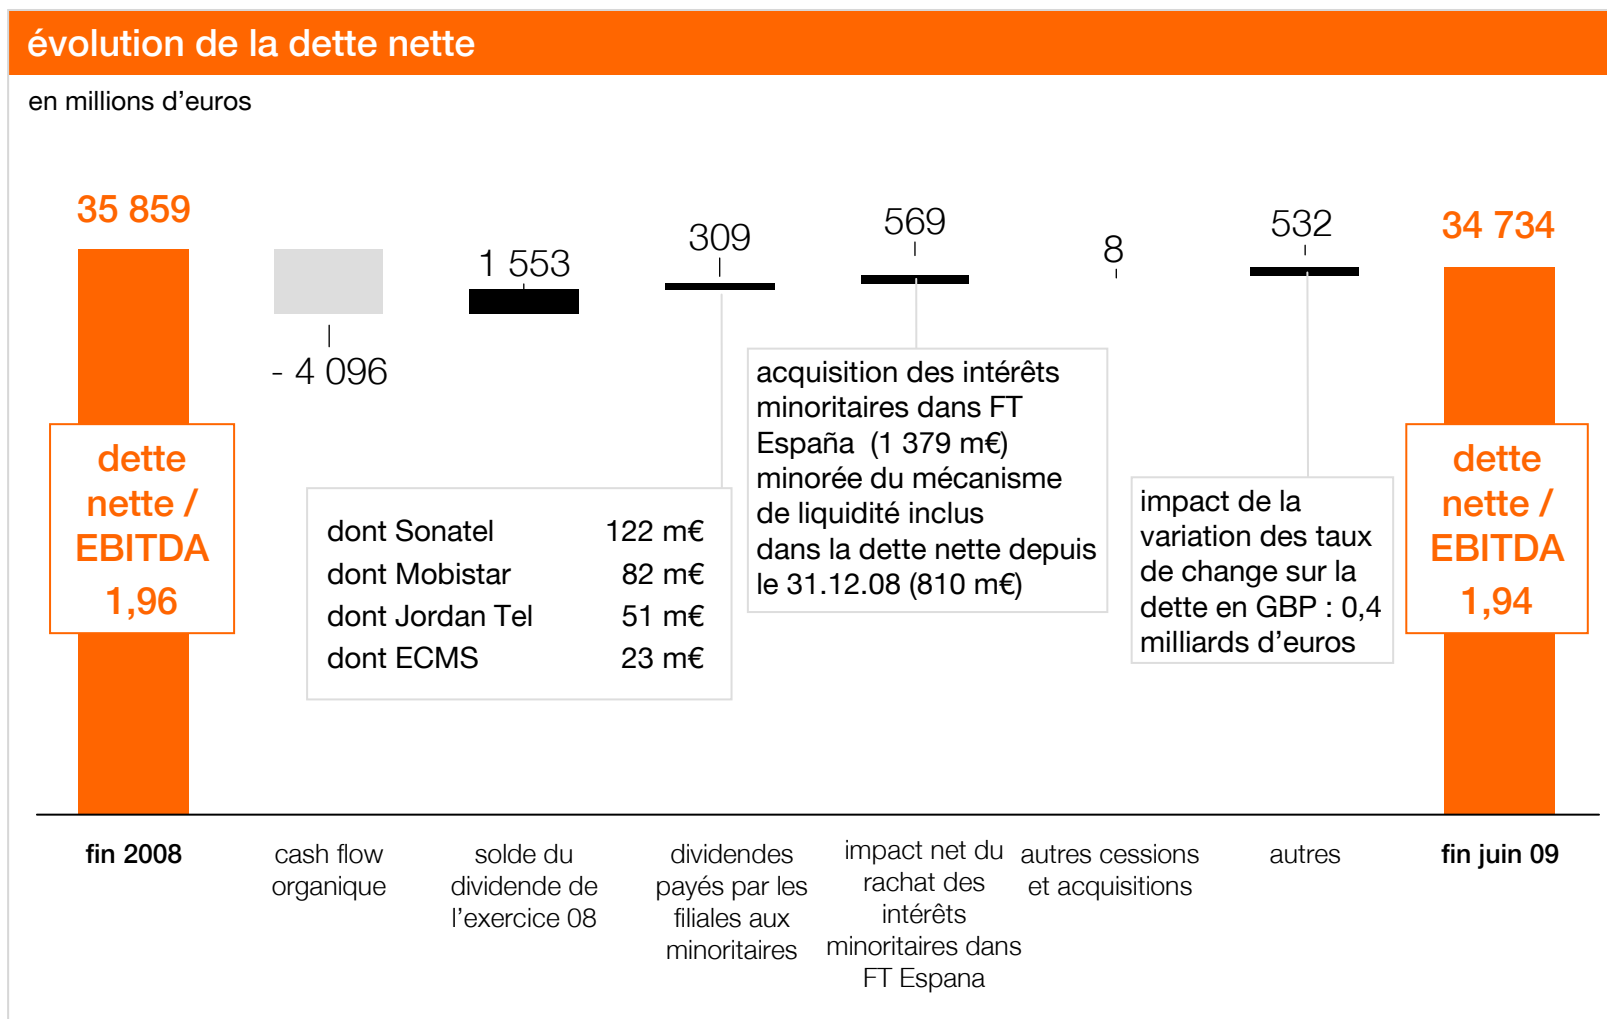 évolution de la dette nette
en millions d’euros
35 859
- 4 096
1 553
309
569
8
532
34 734
dette
nette /
EBITDA
1,96
dont Sonatel 122 m€
dont Mobistar 82 m€
dont Jordan Tel 51 m€
dont ECMS 23 m€
acquisition des intérêts
minoritaires dans FT
España (1 379 m€)
minorée du mécanisme
de liquidité inclus
dans la dette nette depuis
le 31.12.08 (810 m€)
impact de la
variation des taux
de change sur la
dette en GBP : 0,4
milliards d’euros
dette
nette /
EBITDA
1,94
fin 2008
cash flow
organique
solde du
dividende de
l’exercice 08
dividendes
payés par les
filiales aux
minoritaires
impact net du
rachat des
intérêts
minoritaires dans
FT Espana
autres cessions
et acquisitions
autres
fin juin 09